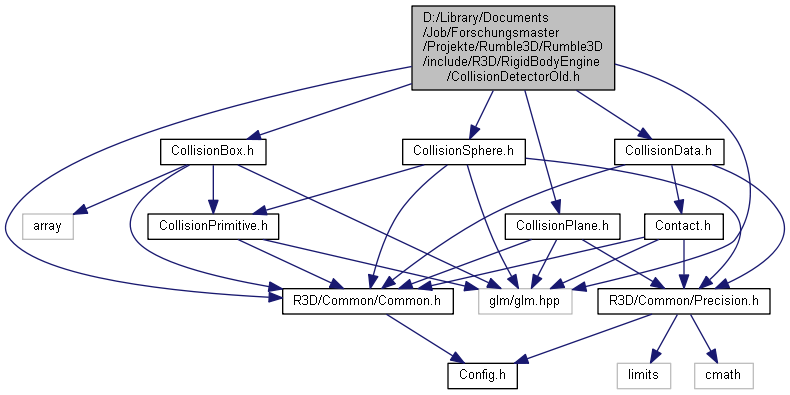 D:/Library/Documents
/Job/Forschungsmaster
/Projekte/Rumble3D/Rumble3D
/include/R3D/RigidBodyEngine
/CollisionDetectorOld.h
CollisionBox.h
CollisionSphere.h
CollisionData.h
array
CollisionPrimitive.h
CollisionPlane.h
Contact.h
R3D/Common/Common.h
glm/glm.hpp
R3D/Common/Precision.h
Config.h
limits
cmath